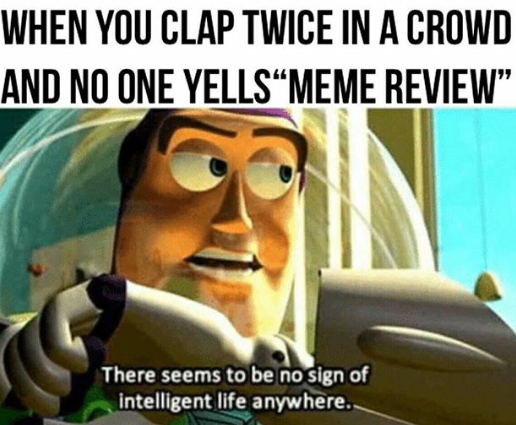 WHEN YOU CLAP TWICE IN A CROWD
AND NO ONE YELLS“MEME REVIEW”
There seems to be no sign of
intelligent life anywhere.